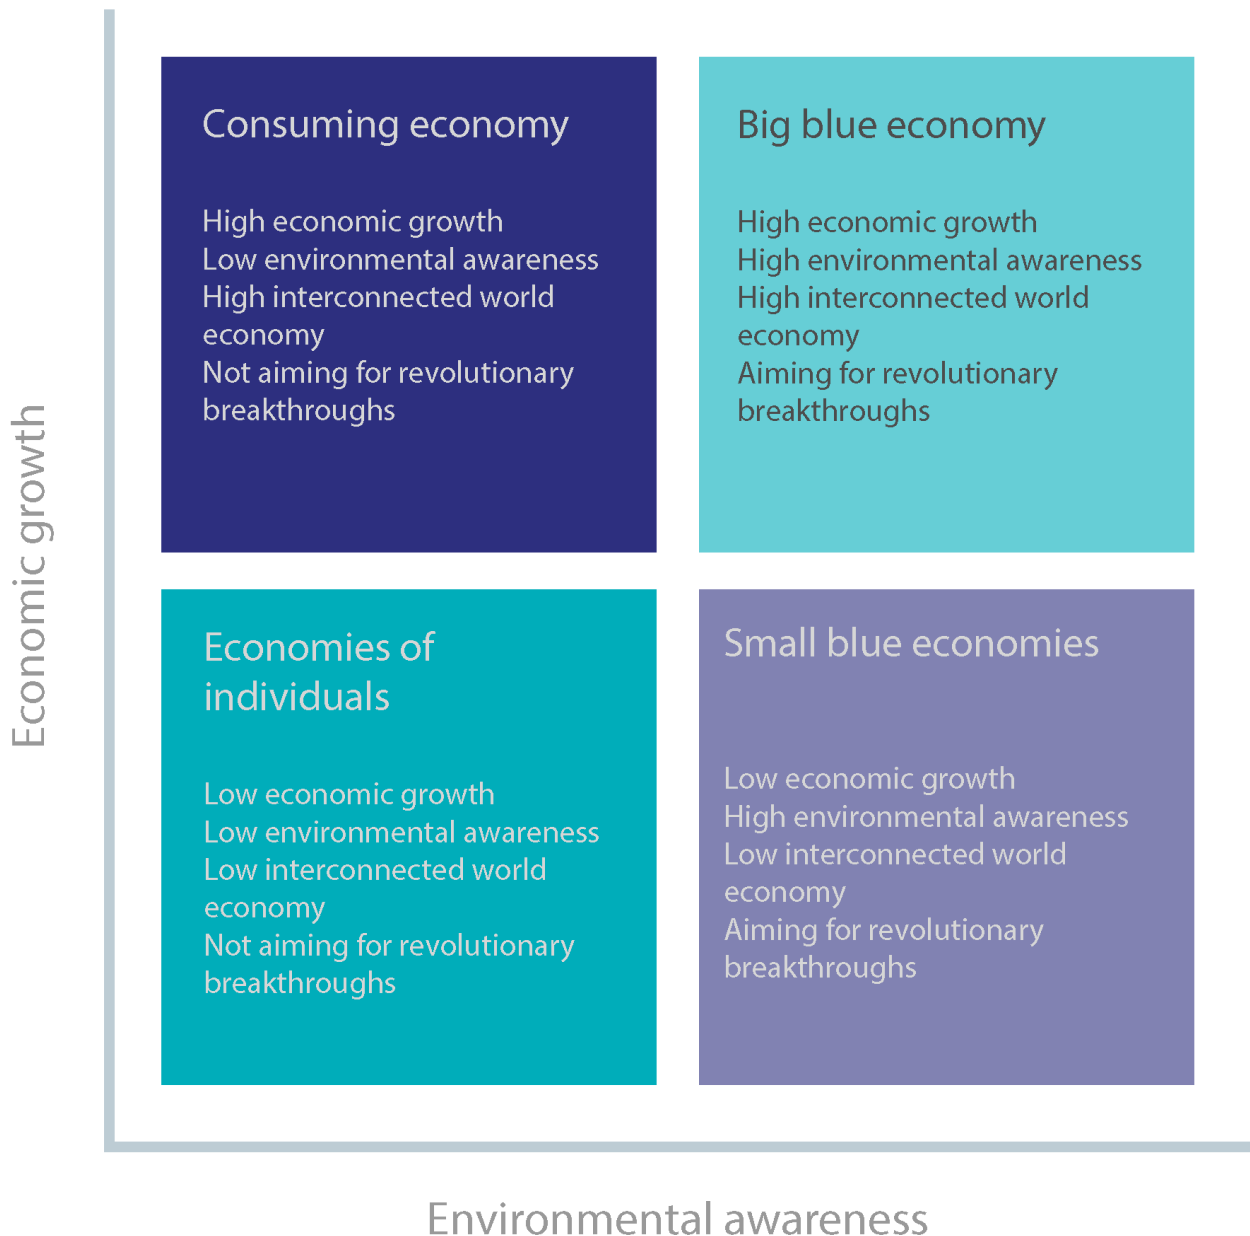 Economic growth
Consuming economy
High economic growth
Low environmental awareness
High interconnected world
economy
Not aiming for revolutionary
breakthroughs
Big blue economy
High economic growth
High environmental awareness
High interconnected world
economy
Aiming for revolutionary
breakthroughs
Economies of
individuals
Low economic growth
Low environmental awareness
Low interconnected world
economy
Not aiming for revolutionary
breakthroughs
Small blue economies
Low economic growth
High environmental awareness
Low interconnected world
economy
Aiming for revolutionary
breakthroughs
Environmental awareness